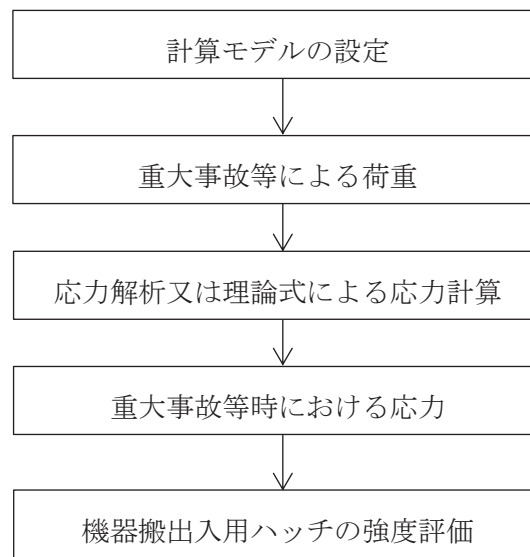 計算モデルの設定
重大事故等による荷重
応力解析又は理論式による応力計算
重大事故等時における応力
機器搬出入用ハッチの強度評価